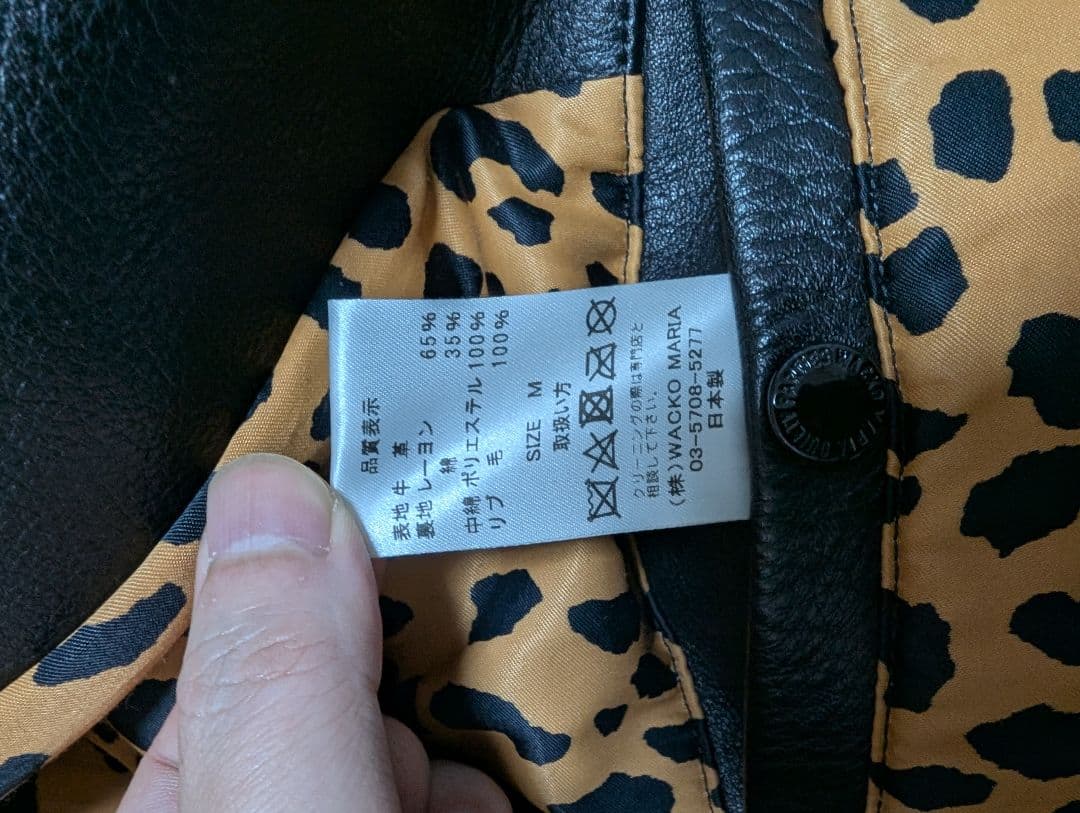 品質表示
表地 牛 革
裏地 レーヨン 65%
綿 35%
中綿 ポリエステル 100%
リブ 毛 100%
SIZE M
取扱い方
クリーニングの際は専門店と
相談して下さい。
(株)WACKO MARIA
03-5708-5277
日本製